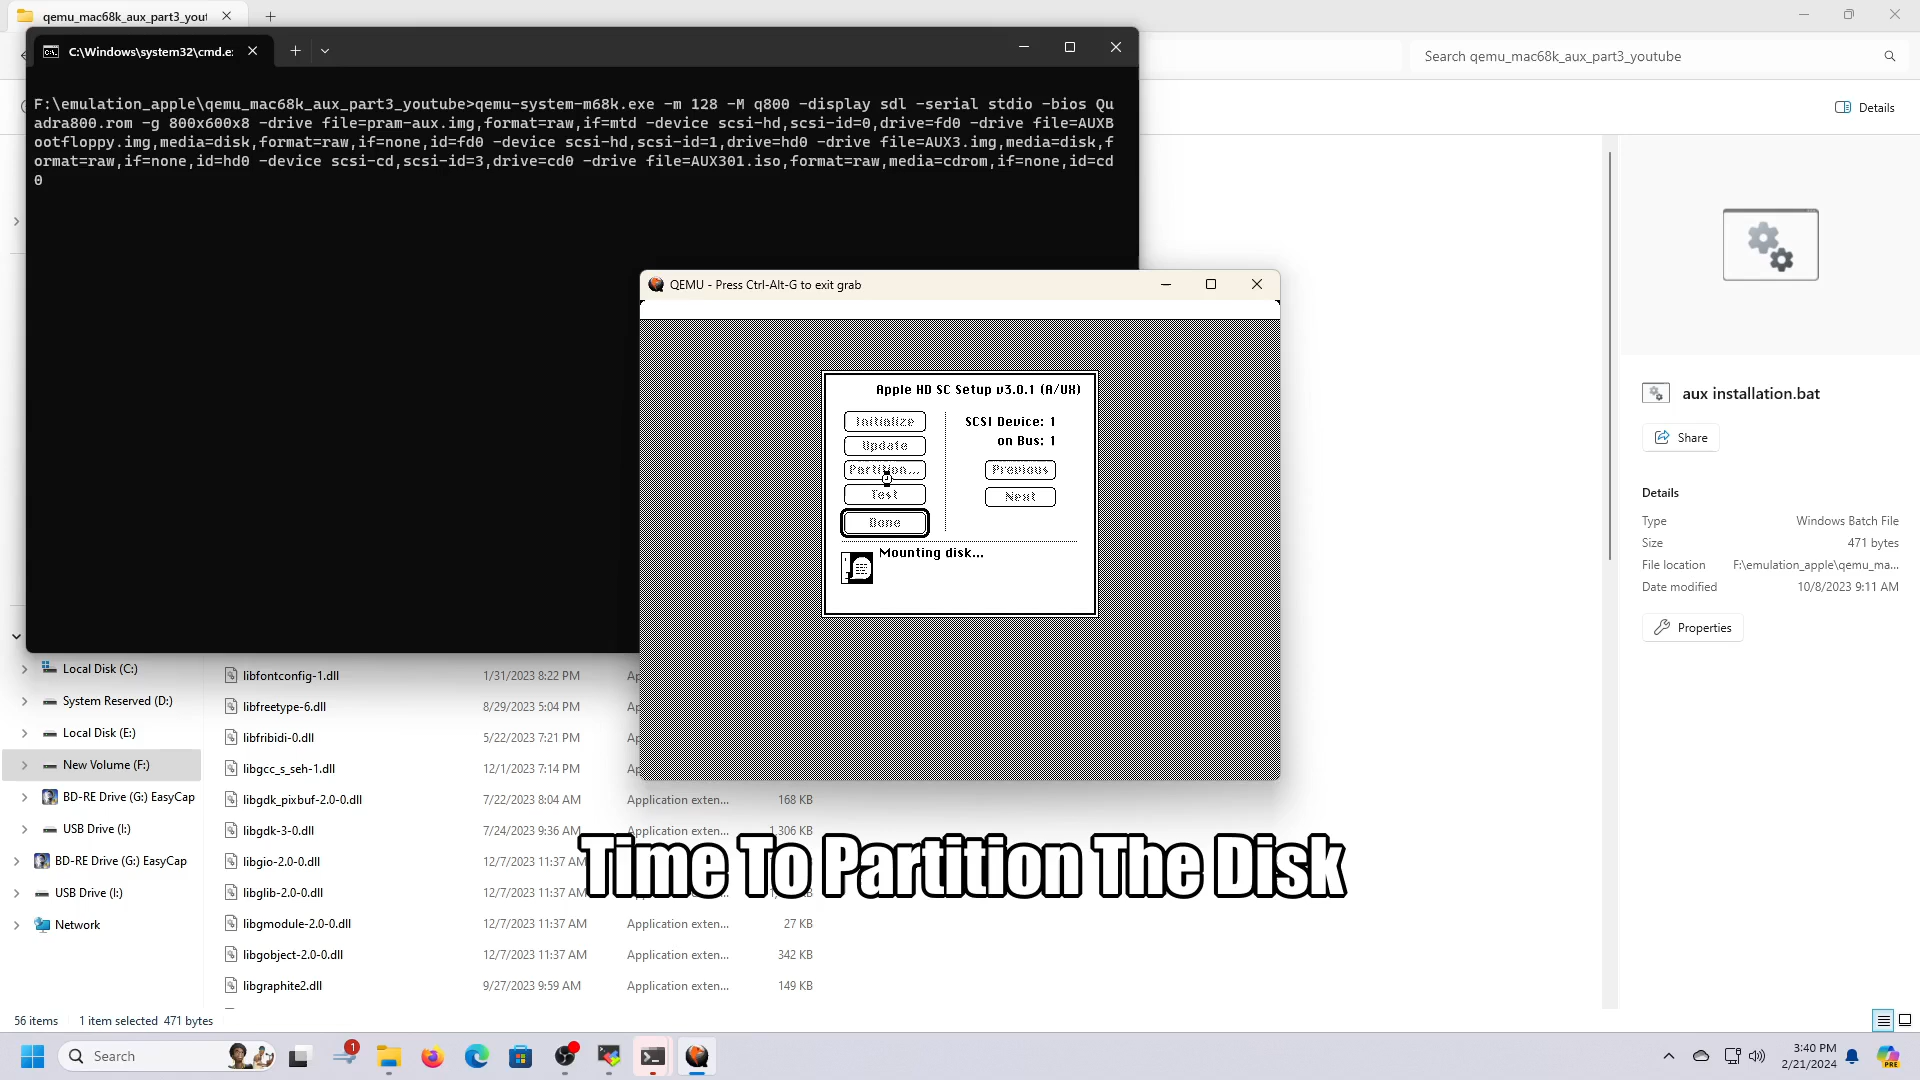 qemu_mac68k_aux_part3_yout
C:\Windows\system32\cmd.e:
Search qemu_mac68k_aux_part3_youtube
Details
F:\emulation_apple\qemu_mac68k_aux_part3_youtube>qemu-system-m68k.exe -m 128 -M q800 -display sdl -serial stdio -bios Qu
adra800.rom -g 800x600x8 -drive file=pram-aux.img,format=raw,if=mtd -device scsi-hd,scsi-id=0,drive=fd0 -drive file=AUXB
ootfloppy.img,media=disk,format=raw,if=none,id=fd0 -device scsi-hd,scsi-id=1,drive=hd0 -drive file=AUX3.img,media=disk,f
ormat=raw,if=none,id=hd0 -device scsi-cd,scsi-id=3,drive=cd0 -drive file=AUX301.iso,format=raw,media=cdrom,if=none,id=cd
0
QEMU - Press Ctrl-Alt-G to exit grab
Apple HD SC Setup v3.0.1 (A/UX)
Initialize
Update
Partition...
Test
Done
SCSI Device: 1
on Bus: 1
Previous
Next
Mounting disk...
aux installation.bat
Share
Details
Type Windows Batch File
Size 471 bytes
File location F:\emulation_apple\qemu_ma...
Date modified 10/8/2023 9:11 AM
Properties
Local Disk (C:)
System Reserved (D:)
Local Disk (E:)
New Volume (F:)
BD-RE Drive (G:) EasyCap
USB Drive (I:)
BD-RE Drive (G:) EasyCap
USB Drive (I:)
Network
libfontconfig-1.dll 1/31/2023 8:22 PM
libfreetype-6.dll 8/29/2023 5:04 PM
libfribidi-0.dll 5/22/2023 7:21 PM
libgcc_s_seh-1.dll 12/1/2023 7:14 PM
libgdk_pixbuf-2.0-0.dll 7/22/2023 8:04 AM Application exten... 168 KB
libgdk-3-0.dll 7/24/2023 9:36 AM Application exten... 1,306 KB
libgio-2.0-0.dll 12/7/2023 11:37 AM
libglib-2.0-0.dll 12/7/2023 11:37 AM
libgmodule-2.0-0.dll 12/7/2023 11:37 AM Application exten... 27 KB
libgobject-2.0-0.dll 12/7/2023 11:37 AM Application exten... 342 KB
libgraphite2.dll 9/27/2023 9:59 AM Application exten... 149 KB
Time To Partition The Disk
56 items 1 item selected 471 bytes
Search
1
3:40 PM
2/21/2024
PRE